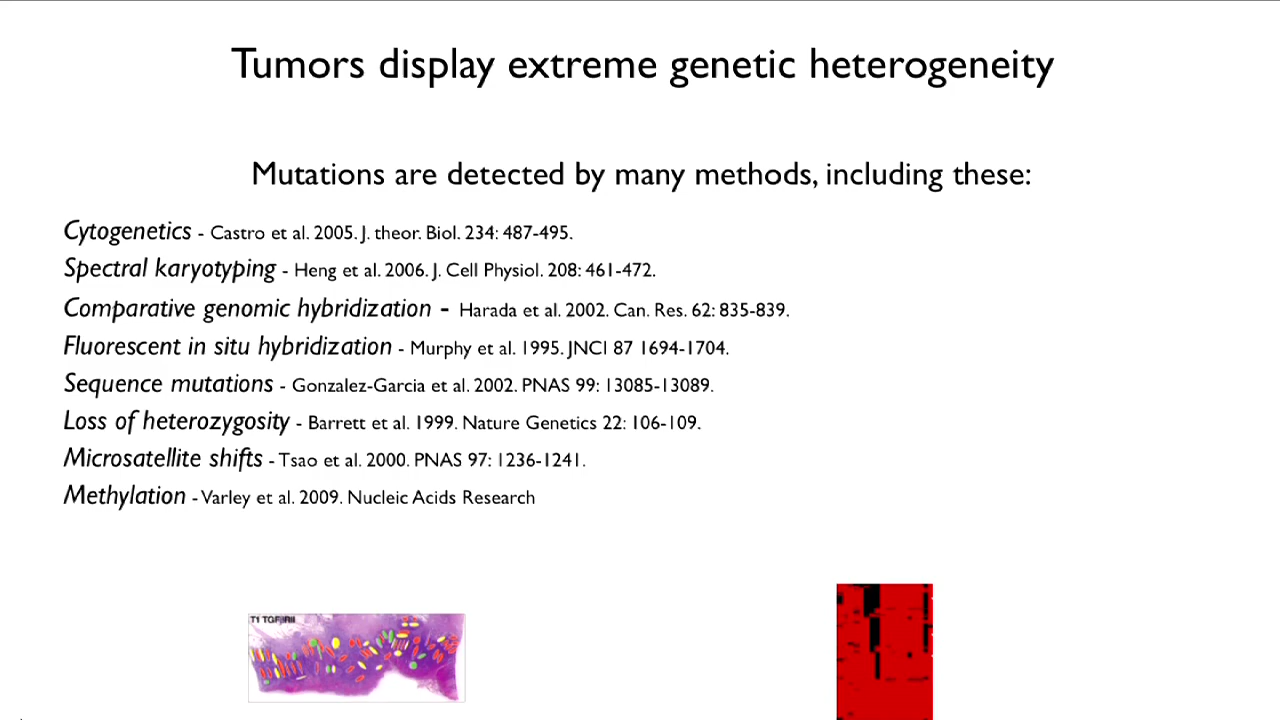 Tumors display extreme genetic heterogeneity
Mutations are detected by many methods, including these:
Cytogenetics - Castro et al. 2005. J. theor. Biol. 234: 487-495.
Spectral karyotyping - Heng et al. 2006. J. Cell Physiol. 208: 461-472.
Comparative genomic hybridization - Harada et al. 2002. Can. Res. 62: 835-839.
Fluorescent in situ hybridization - Murphy et al. 1995. JNCI 87 1694-1704.
Sequence mutations - Gonzalez-Garcia et al. 2002. PNAS 99: 13085-13089.
Loss of heterozygosity - Barrett et al. 1999. Nature Genetics 22: 106-109.
Microsatellite shifts - Tsao et al. 2000. PNAS 97: 1236-1241.
Methylation - Varley et al. 2009. Nucleic Acids Research
T1